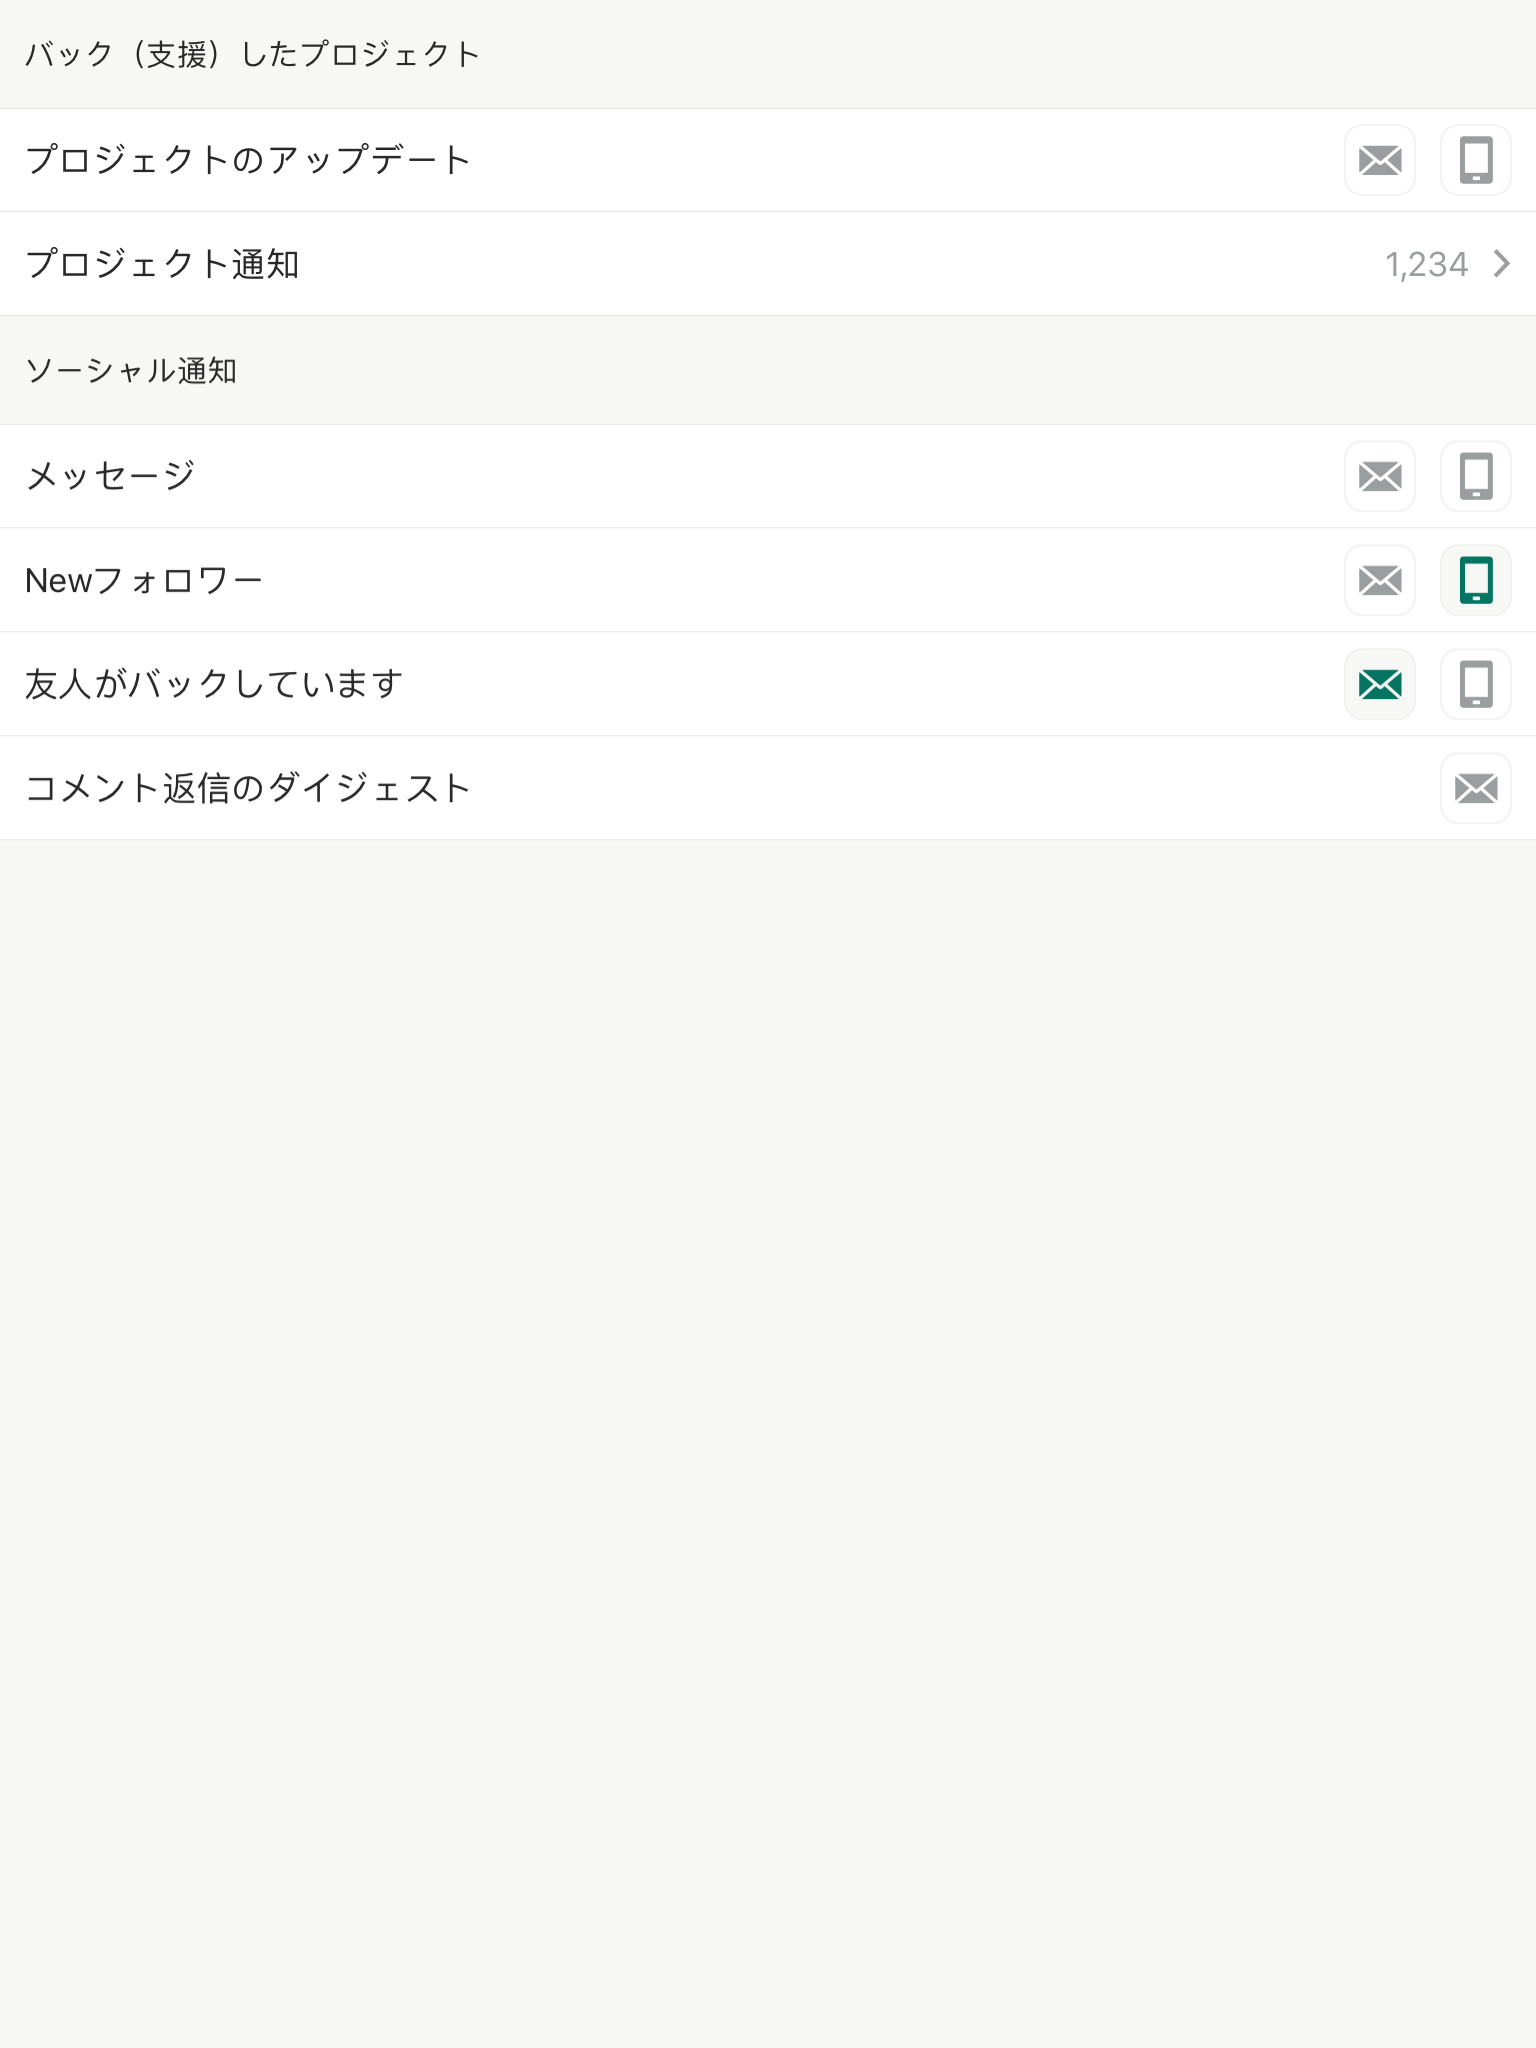 バック（支援）したプロジェクト
プロジェクトのアップデート
プロジェクト通知 1,234
ソーシャル通知
メッセージ
Newフォロワー
友人がバックしています
コメント返信のダイジェスト